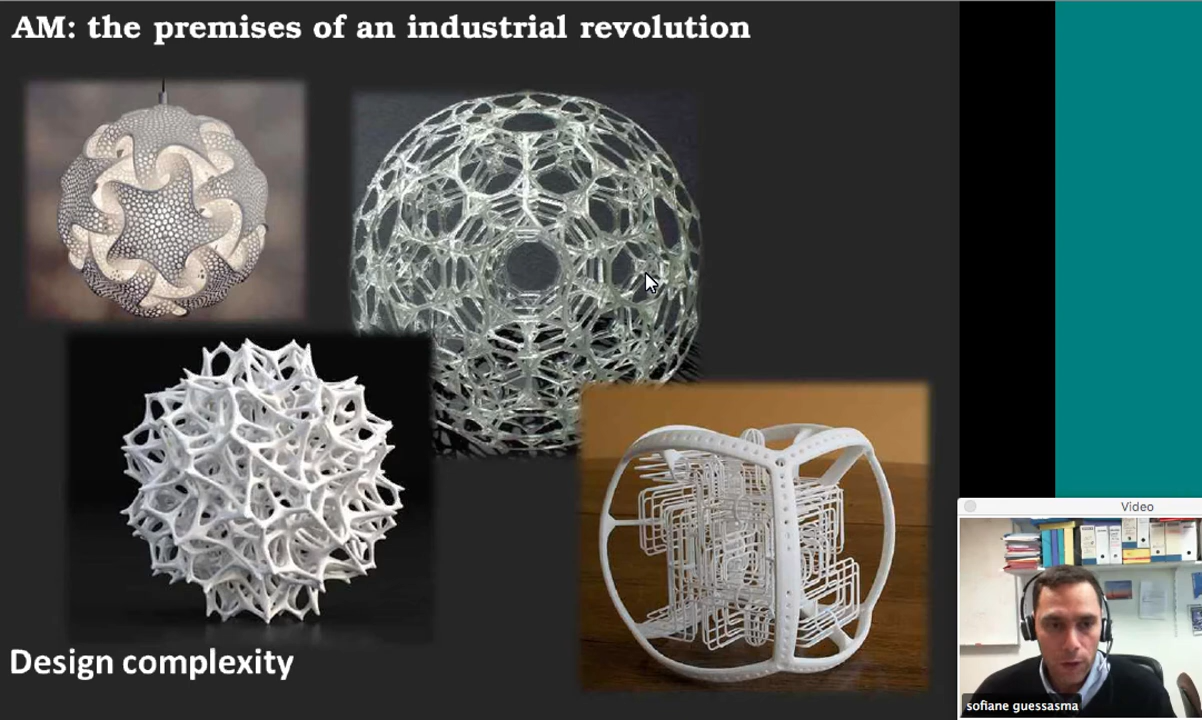 AM: the premises of an industrial revolution
Design complexity
Video
sofiane guessasma